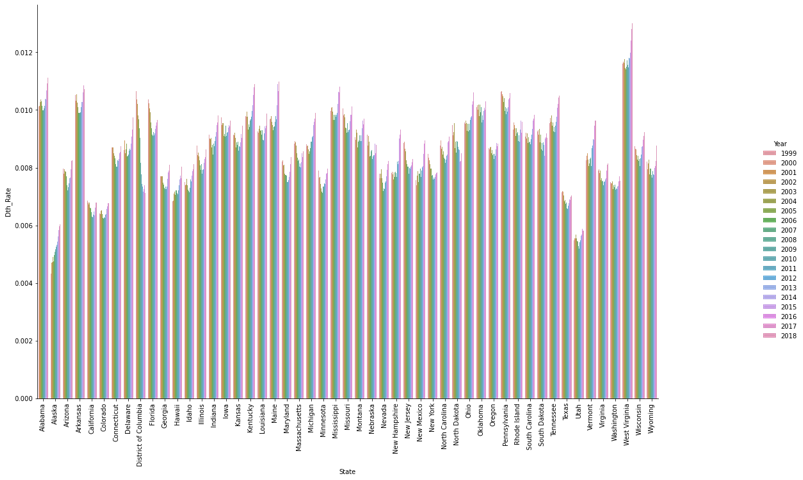 0.012
0.010
0.008
0.006
0.004
0.002
0.000
Dth_Rate
Alabama
Alaska
Arizona
Arkansas
California
Colorado
Connecticut
Delaware
District of Columbia
Florida
Georgia
Hawaii
Idaho
Illinois
Indiana
Iowa
Kansas
Kentucky
Louisiana
Maine
Maryland
Massachusetts
Michigan
Minnesota
Mississippi
Missouri
Montana
Nebraska
Nevada
New Hampshire
New Jersey
New Mexico
New York
North Carolina
North Dakota
Ohio
Oklahoma
Oregon
Pennsylvania
Rhode Island
South Carolina
South Dakota
Tennessee
Texas
Utah
Vermont
Virginia
Washington
West Virginia
Wisconsin
Wyoming
State
Year
1999
2000
2001
2002
2003
2004
2005
2006
2007
2008
2009
2010
2011
2012
2013
2014
2015
2016
2017
2018